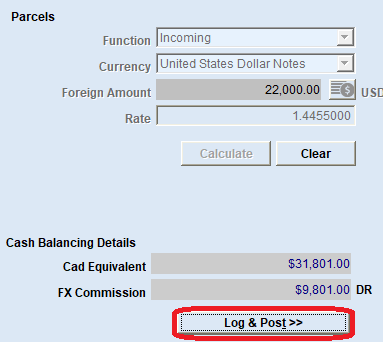 Parcels
Function Incoming
Currency United States Dollar Notes
Foreign Amount 22,000.00 USD
Rate 1.4455000
Calculate Clear
Cash Balancing Details
Cad Equivalent $31,801.00
FX Commission $9,801.00 DR
Log & Post >>